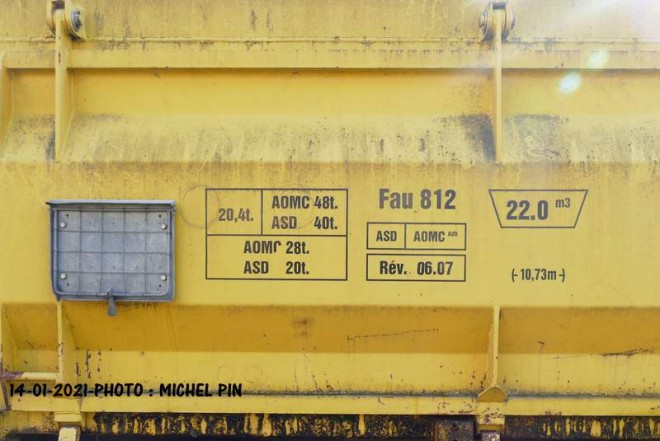 20,4t.
AOMC 48t.
ASD 40t.
AOMC 28t.
ASD 20t.
Fau 812
ASD AOMC Am
Rév. 06.07
22.0 m3
(- 10,73m -)
14-01-2021-PHOTO : MICHEL PIN